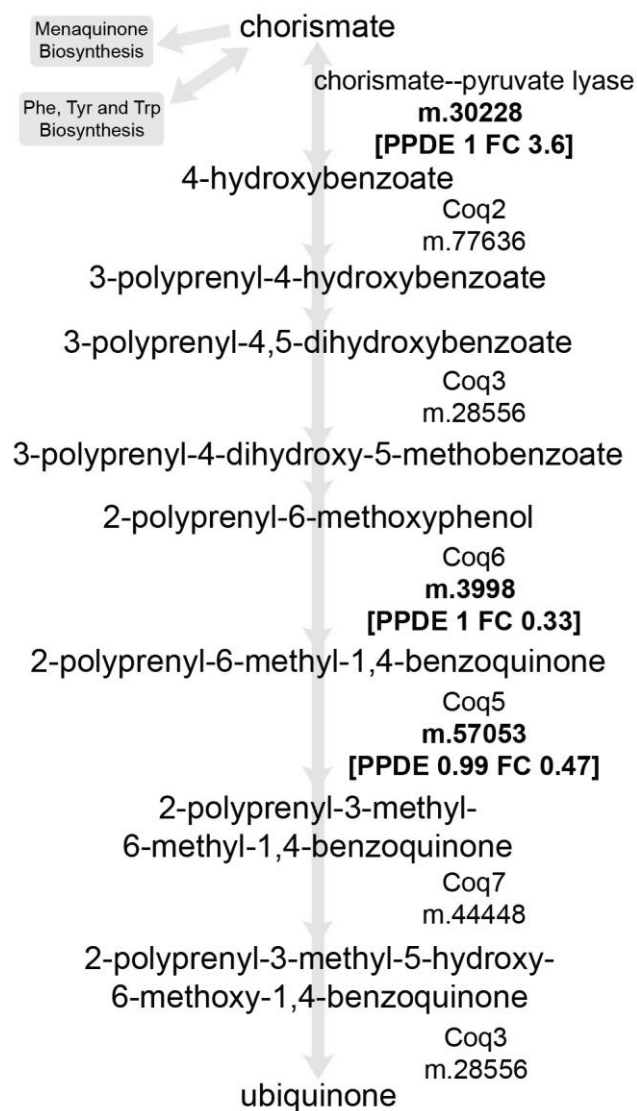 Menaquinone
Biosynthesis
chorismate
Phe, Tyr and Trp
Biosynthesis
chorismate--pyruvate lyase
m.30228
[PPDE 1 FC 3.6]
4-hydroxybenzoate
Coq2
m.77636
3-polyprenyl-4-hydroxybenzoate
3-polyprenyl-4,5-dihydroxybenzoate
Coq3
m.28556
3-polyprenyl-4-dihydroxy-5-methobenzoate
2-polyprenyl-6-methoxyphenol
Coq6
m.3998
[PPDE 1 FC 0.33]
2-polyprenyl-6-methyl-1,4-benzoquinone
Coq5
m.57053
[PPDE 0.99 FC 0.47]
2-polyprenyl-3-methyl-
6-methyl-1,4-benzoquinone
Coq7
m.44448
2-polyprenyl-3-methyl-5-hydroxy-
6-methoxy-1,4-benzoquinone
Coq3
m.28556
ubiquinone